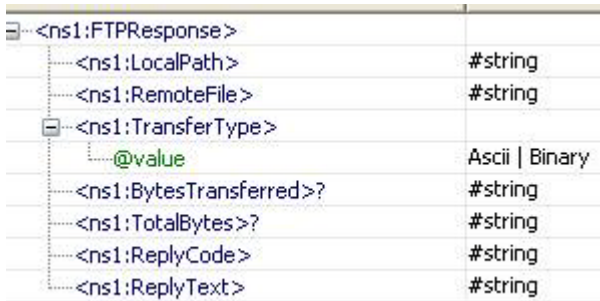 <ns1:FTPResponse>
<ns1:LocalPath> #string
<ns1:RemoteFile> #string
<ns1:TransferType>
@value Ascii | Binary
<ns1:BytesTransferred>? #string
<ns1:TotalBytes>? #string
<ns1:ReplyCode> #string
<ns1:ReplyText> #string